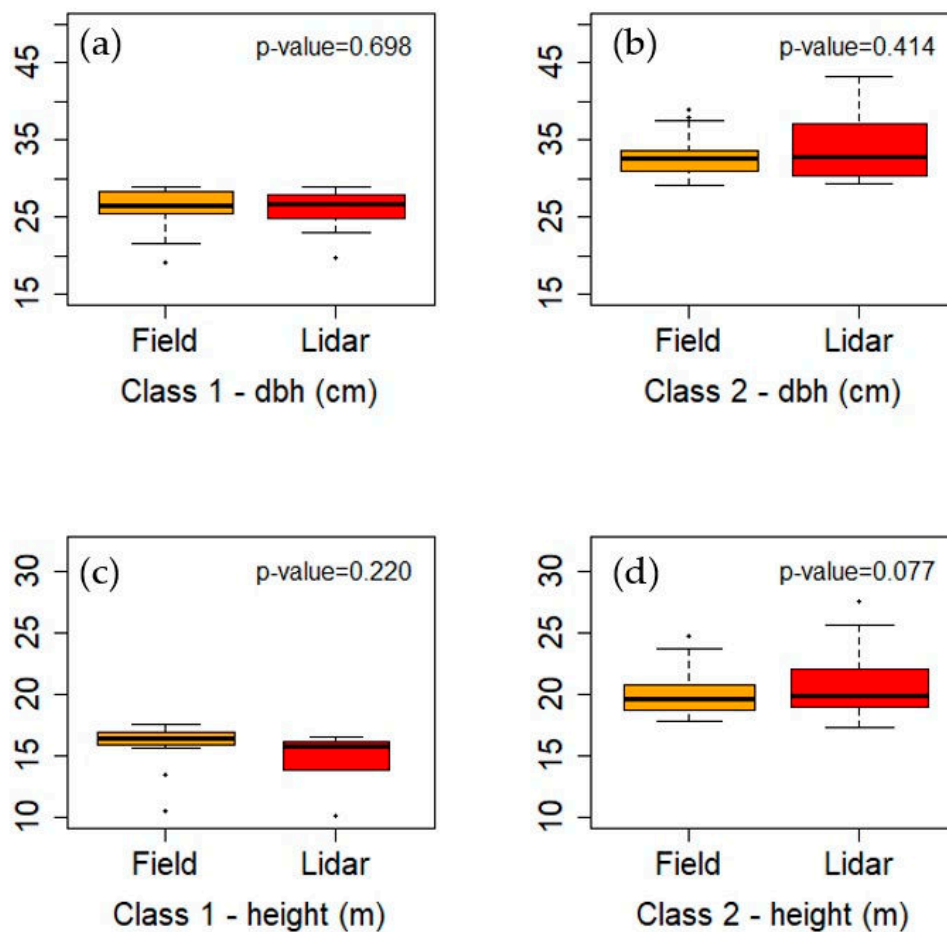 (a)
p-value=0.698
45
35
25
15
Field Lidar
Class 1 - dbh (cm)
(b)
p-value=0.414
45
35
25
15
Field Lidar
Class 2 - dbh (cm)
(c)
p-value=0.220
30
25
20
15
10
Field Lidar
Class 1 - height (m)
(d)
p-value=0.077
30
25
20
15
10
Field Lidar
Class 2 - height (m)